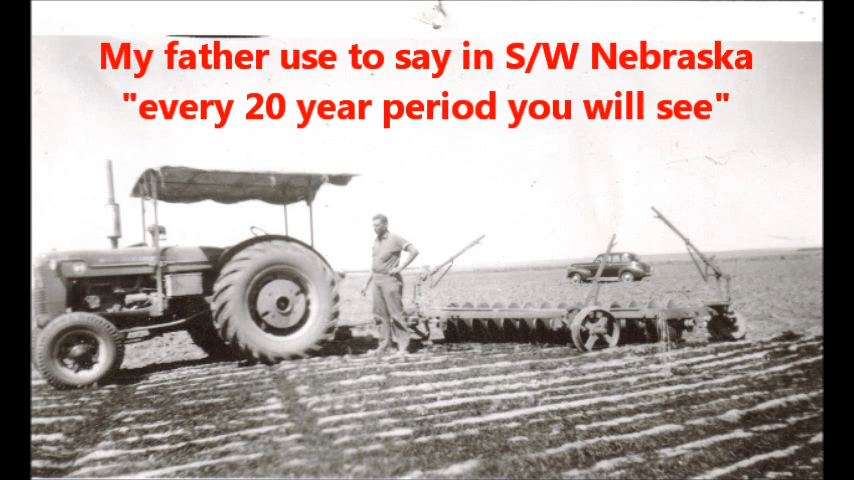 My father use to say in S/W Nebraska
"every 20 year period you will see"